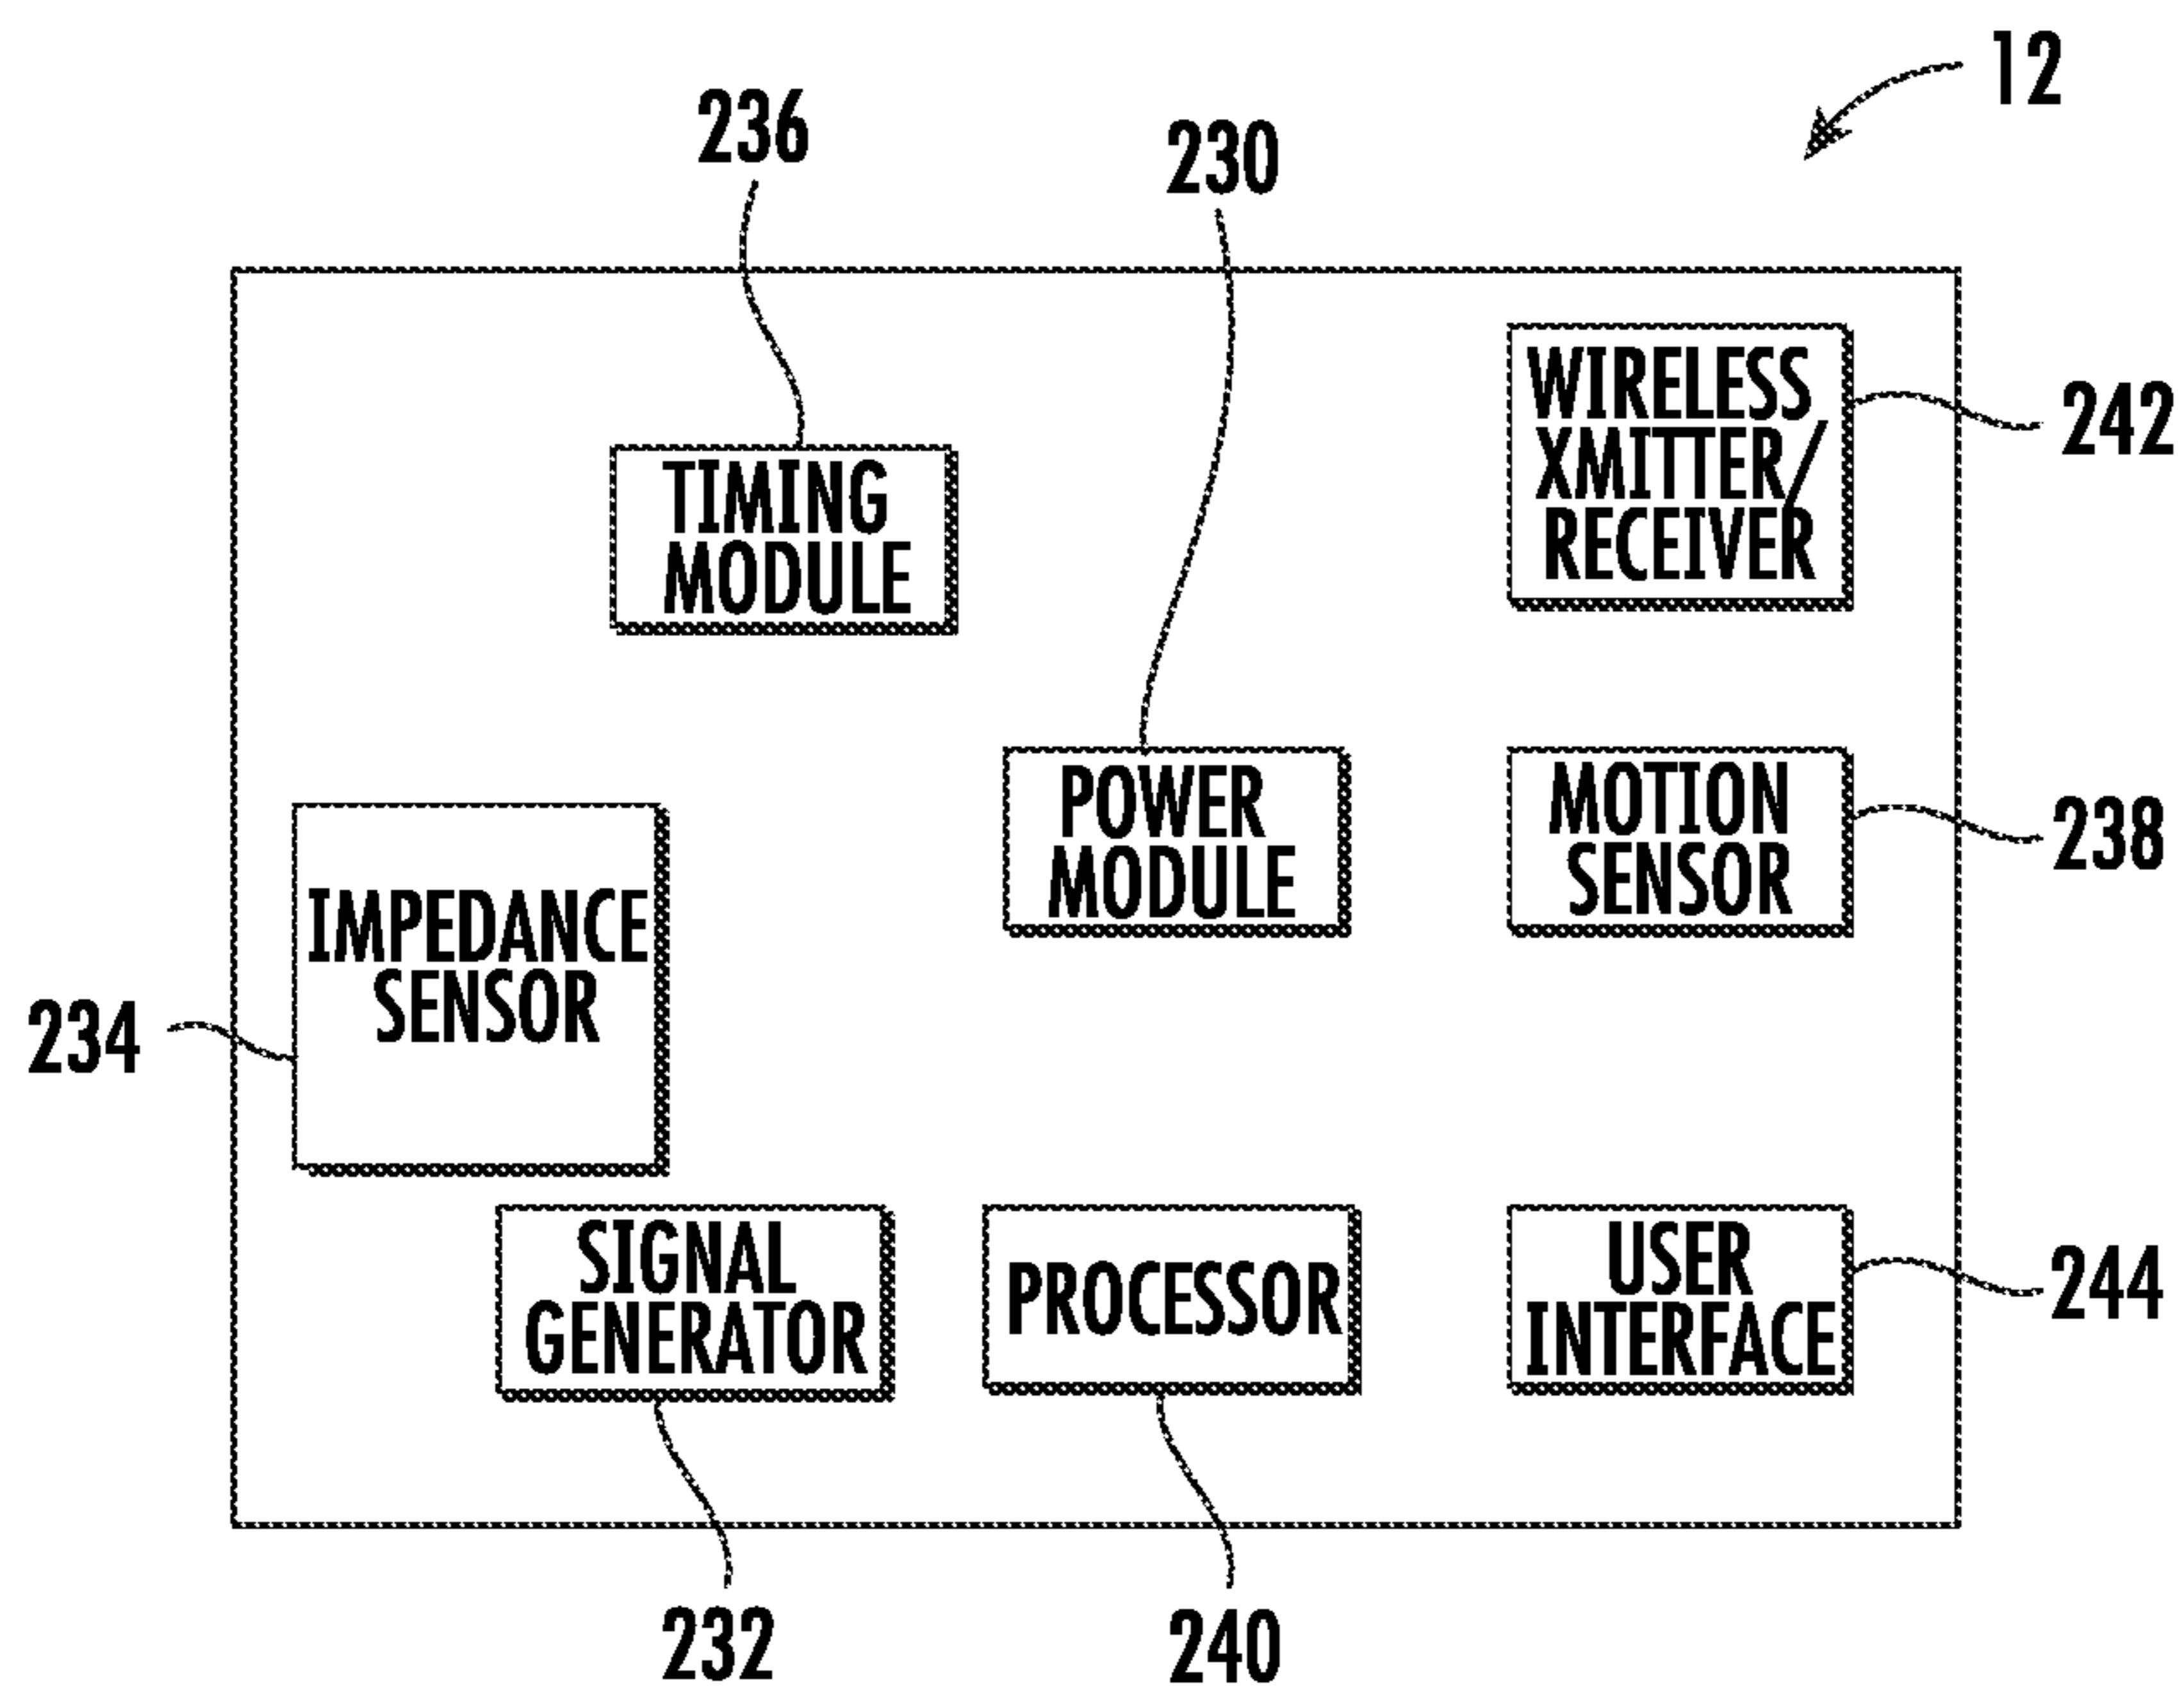 12
236
230
WIRELESS
XMITTER/
RECEIVER
242
TIMING
MODULE
POWER
MODULE
MOTION
SENSOR
238
IMPEDANCE
SENSOR
234
SIGNAL
GENERATOR
PROCESSOR
USER
INTERFACE
244
232
240